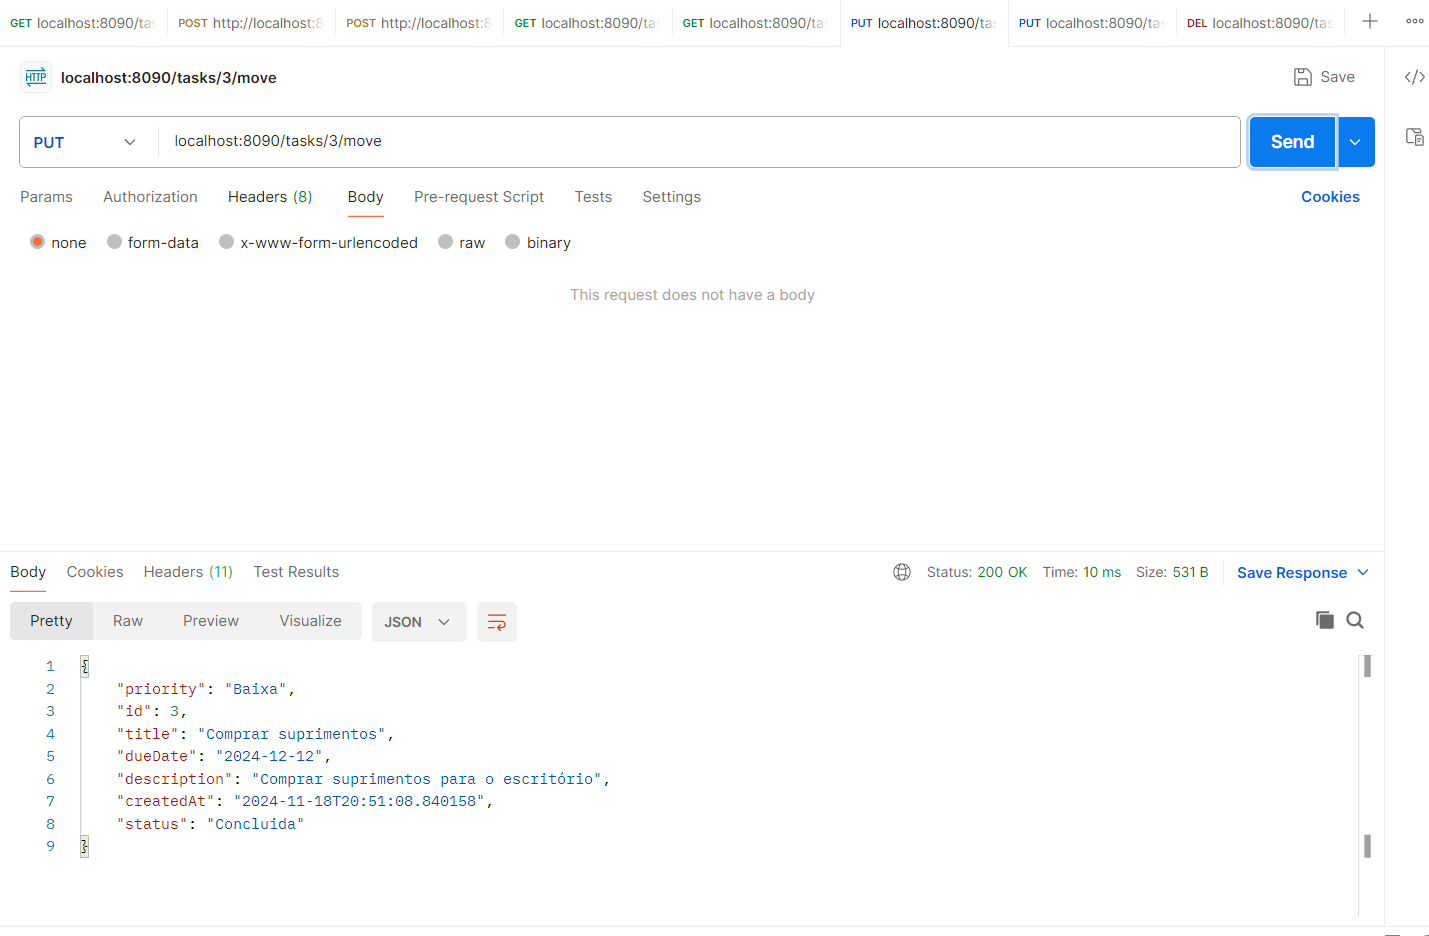 GET localhost:8090/ta POST http://localhost:8 POST http://localhost:8 GET localhost:8090/ta GET localhost:8090/ta PUT localhost:8090/ta PUT localhost:8090/ta DEL localhost:8090/ta
HTTP localhost:8090/tasks/3/move Save
PUT localhost:8090/tasks/3/move Send
Params Authorization Headers (8) Body Pre-request Script Tests Settings Cookies
none form-data x-www-form-urlencoded raw binary
This request does not have a body
Body Cookies Headers (11) Test Results Status: 200 OK Time: 10 ms Size: 531 B Save Response
Pretty Raw Preview Visualize JSON
1 {
2 "priority": "Baixa",
3 "id": 3,
4 "title": "Comprar suprimentos",
5 "dueDate": "2024-12-12",
6 "description": "Comprar suprimentos para o escritório",
7 "createdAt": "2024-11-18T20:51:08.840158",
8 "status": "Concluida"
9 }